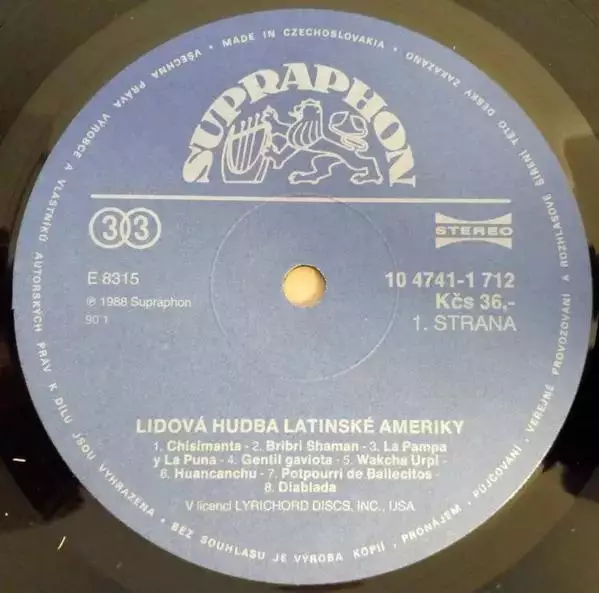 MADE IN CZECHOSLOVAKIA • VŠECHNA PRÁVA VÝROBCE A VLASTNÍKŮ AUTORSKÝCH PRÁV K DÍLU JSOU VYHRAZENA • BEZ SOUHLASU JE VÝROBA KOPIÍ, PRONÁJEM, PŮJČOVÁNÍ, VEŘEJNÉ PROVOZOVÁNÍ A ROZHLASOVÉ ŠÍŘENÍ TÉTO DESKY ZAKÁZÁNO
SUPRAPHON
33
STEREO
E 8315
10 4741-1 712
℗ 1988 Supraphon
Kčs 36,-
90 1
1. STRANA
LIDOVÁ HUDBA LATINSKÉ AMERIKY
1. Chisimanta - 2. Bribri Shaman - 3. La Pampa
y La Puna - 4. Gentil gaviota - 5. Wakcha Urpi -
6. Huancanchu - 7. Potpourri de Bailecitos -
8. Diablada
V licenci LYRICHORD DISCS, INC., USA